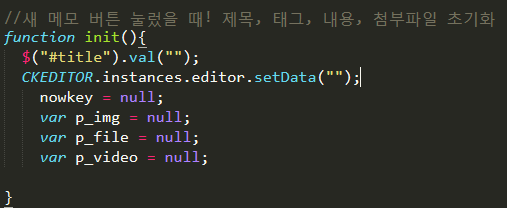 //새 메모 버튼 눌렀을 때! 제목, 태그, 내용, 첨부파일 초기화
function init(){
$("#title").val("");
CKEDITOR.instances.editor.setData("");
nowkey = null;
var p_img = null;
var p_file = null;
var p_video = null;
}